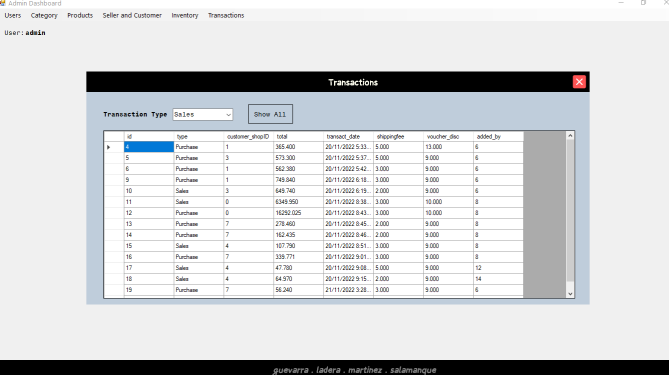 Admin Dashboard
Users Category Products Seller and Customer Inventory Transactions
User: admin
Transactions
Transaction Type Sales Show All
id type customer_shopID total transact_date shippingfee voucher_disc added_by
4 Purchase 1 365.400 20/11/2022 5:33... 5.000 13.000 6
5 Purchase 3 573.300 20/11/2022 5:37... 5.000 9.000 6
6 Purchase 1 562.380 20/11/2022 5:42... 3.000 9.000 6
9 Purchase 1 749.840 20/11/2022 6:18... 3.000 9.000 6
10 Sales 3 649.740 20/11/2022 6:19... 2.000 9.000 6
11 Sales 0 6349.950 20/11/2022 8:38... 3.000 10.000 8
12 Purchase 0 16292.025 20/11/2022 8:43... 3.000 10.000 8
13 Purchase 7 278.460 20/11/2022 8:45... 2.000 9.000 8
14 Purchase 7 162.435 20/11/2022 8:46... 2.000 9.000 8
15 Sales 4 107.790 20/11/2022 8:51... 3.000 9.000 8
16 Purchase 7 339.771 20/11/2022 9:01... 3.000 9.000 8
17 Sales 4 47.780 20/11/2022 9:08... 5.000 9.000 12
18 Sales 4 64.970 20/11/2022 9:15... 2.000 9.000 14
19 Purchase 7 56.240 21/11/2022 3:28... 3.000 9.000 6
guevarra . ladera . martinez . salamanque